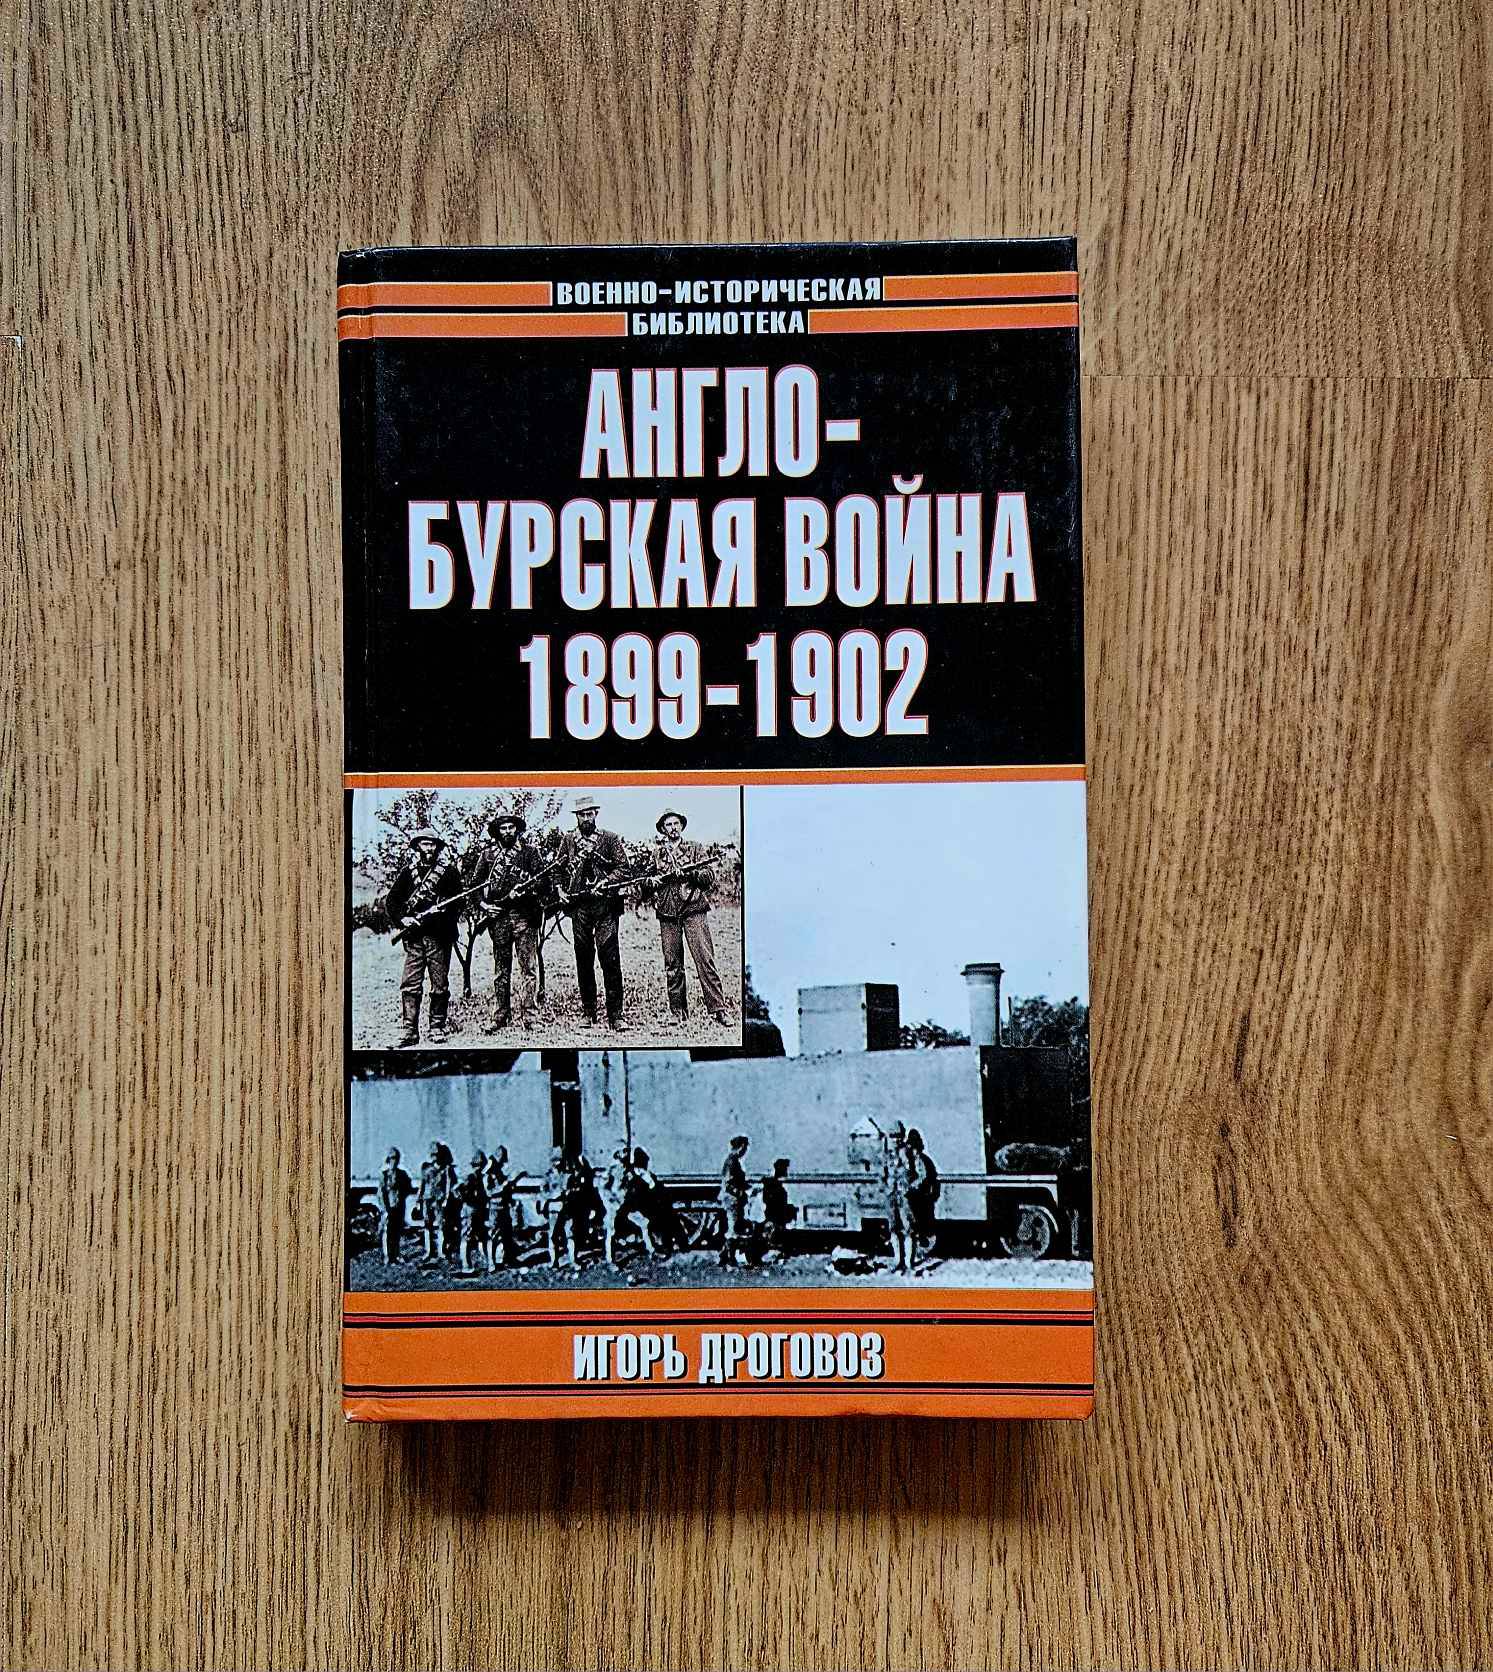 ВОЕННО-ИСТОРИЧЕСКАЯ
БИБЛИОТЕКА
АНГЛО-
БУРСКАЯ ВОЙНА
1899-1902
ИГОРЬ ДРОГОВОЗ